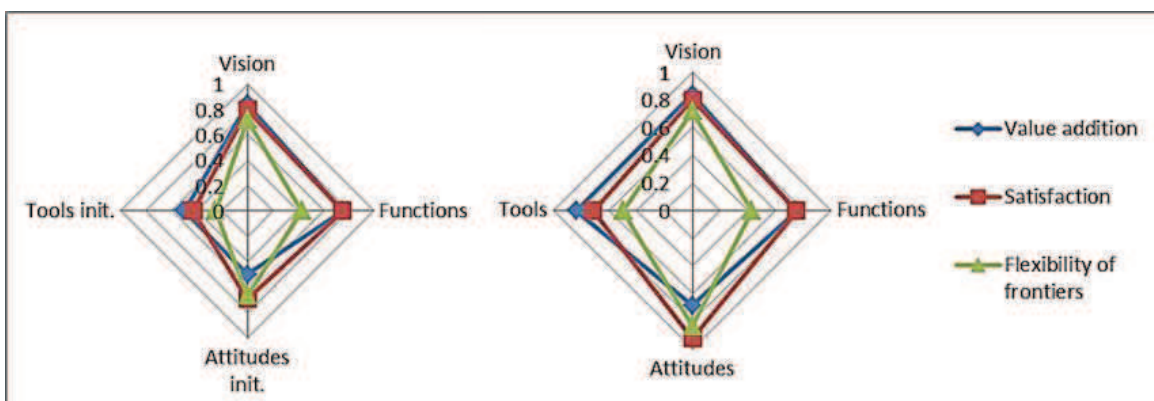 Vision
1
0.8
0.6
0.4
0.2
0
Tools init.
Functions
Attitudes
init.
Vision
1
0.8
0.6
0.4
0.2
0
Tools
Functions
Attitudes
Value addition
Satisfaction
Flexibility of
frontiers